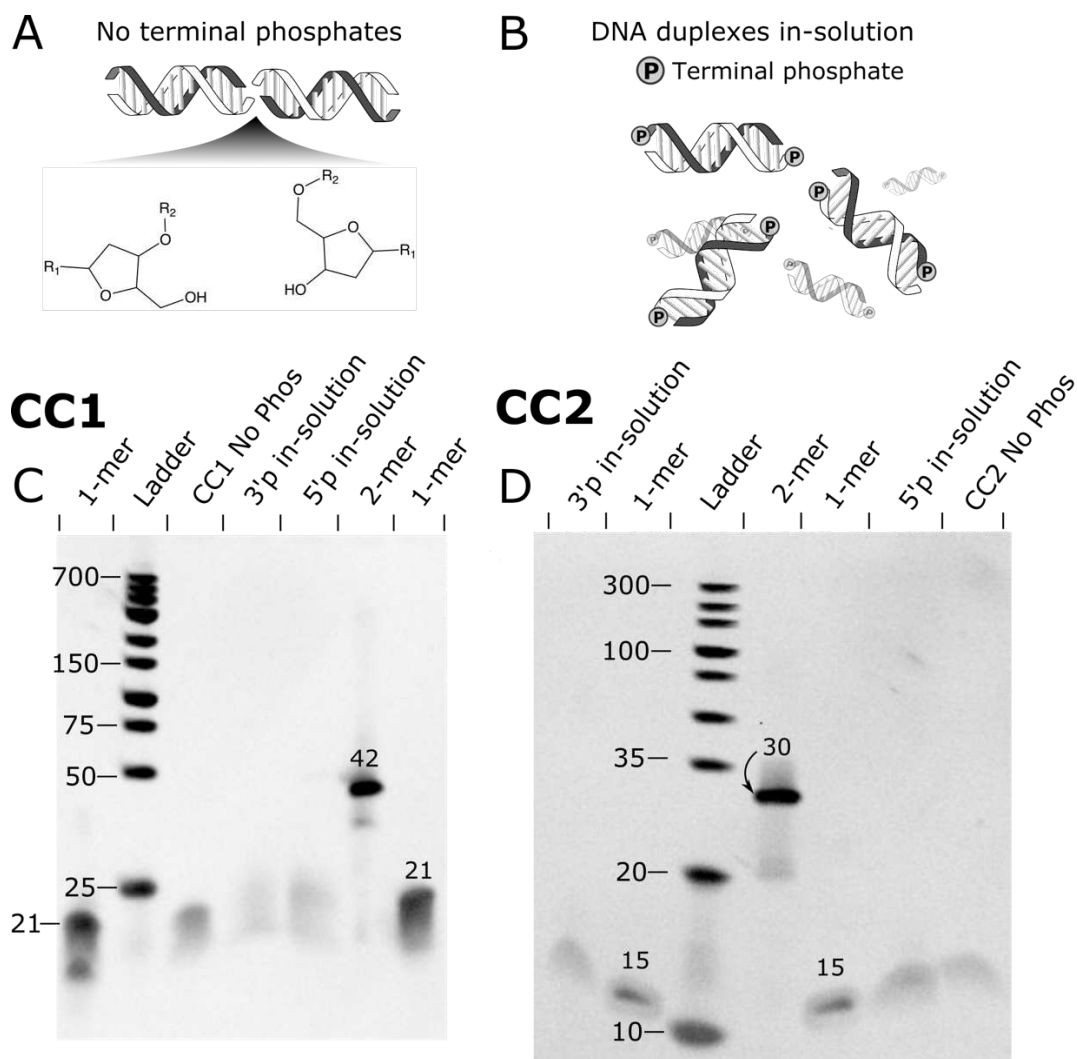 A
No terminal phosphates
R₂
O
R₁
O
OH
R₂
O
O
R₁
HO
B
DNA duplexes in-solution
P Terminal phosphate
P
P
P
P
P
P
CC1
C
1-mer
Ladder
CC1 No Phos
3'p in-solution
5'p in-solution
2-mer
1-mer
700
150
75
50
25
21
42
21
CC2
D
3'p in-solution
1-mer
Ladder
2-mer
1-mer
5'p in-solution
CC2 No Phos
300
100
35
30
20
15
15
10